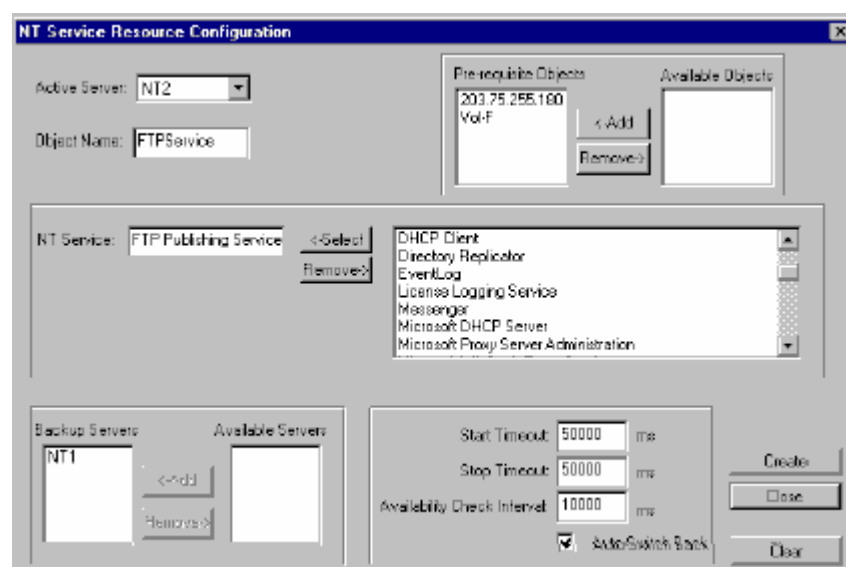 NT Service Resource Configuration
Active Server: NT2
Object Name: FTPService
Pre-requisite Objects
203.75.255.180
Vol-F
<-Add
Remove->
Available Objects
NT Service: FTP Publishing Service
<-Select
Remove->
DHCP Client
Directory Replicator
EventLog
License Logging Service
Messenger
Microsoft DHCP Server
Microsoft Proxy Server Administration
Backup Servers
NT1
<-Add
Remove->
Available Servers
Start Timeout: 50000 ms
Stop Timeout: 50000 ms
Availability Check Interval: 10000 ms
Auto-Switch Back
Create
Close
Clear